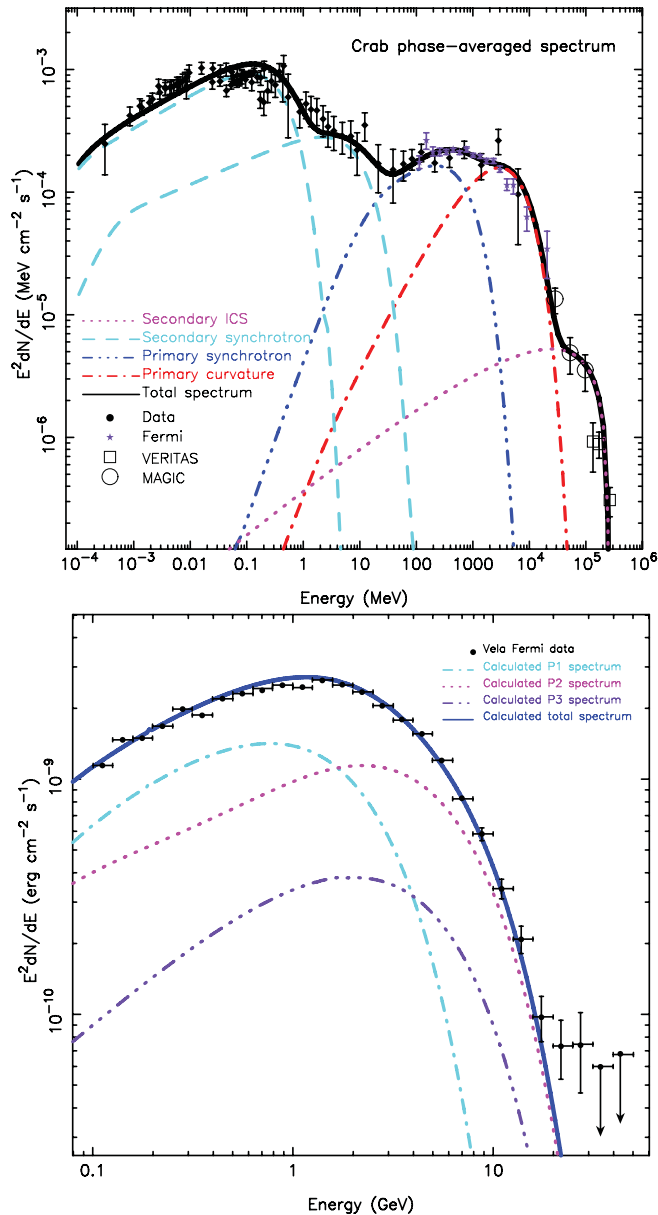 Crab phase-averaged spectrum
10⁻³
10⁻⁴
10⁻⁵
10⁻⁶
E²dN/dE (MeV cm⁻² s⁻¹)
Secondary ICS
Secondary synchrotron
Primary synchrotron
Primary curvature
Total spectrum
Data
Fermi
VERITAS
MAGIC
10⁻⁴ 10⁻³ 0.01 0.1 1 10 100 1000 10⁴ 10⁵ 10⁶
Energy (MeV)
Vela Fermi data
Calculated P1 spectrum
Calculated P2 spectrum
Calculated P3 spectrum
Calculated total spectrum
10⁻⁹
10⁻¹⁰
E²dN/dE (erg cm⁻² s⁻¹)
0.1 1 10
Energy (GeV)